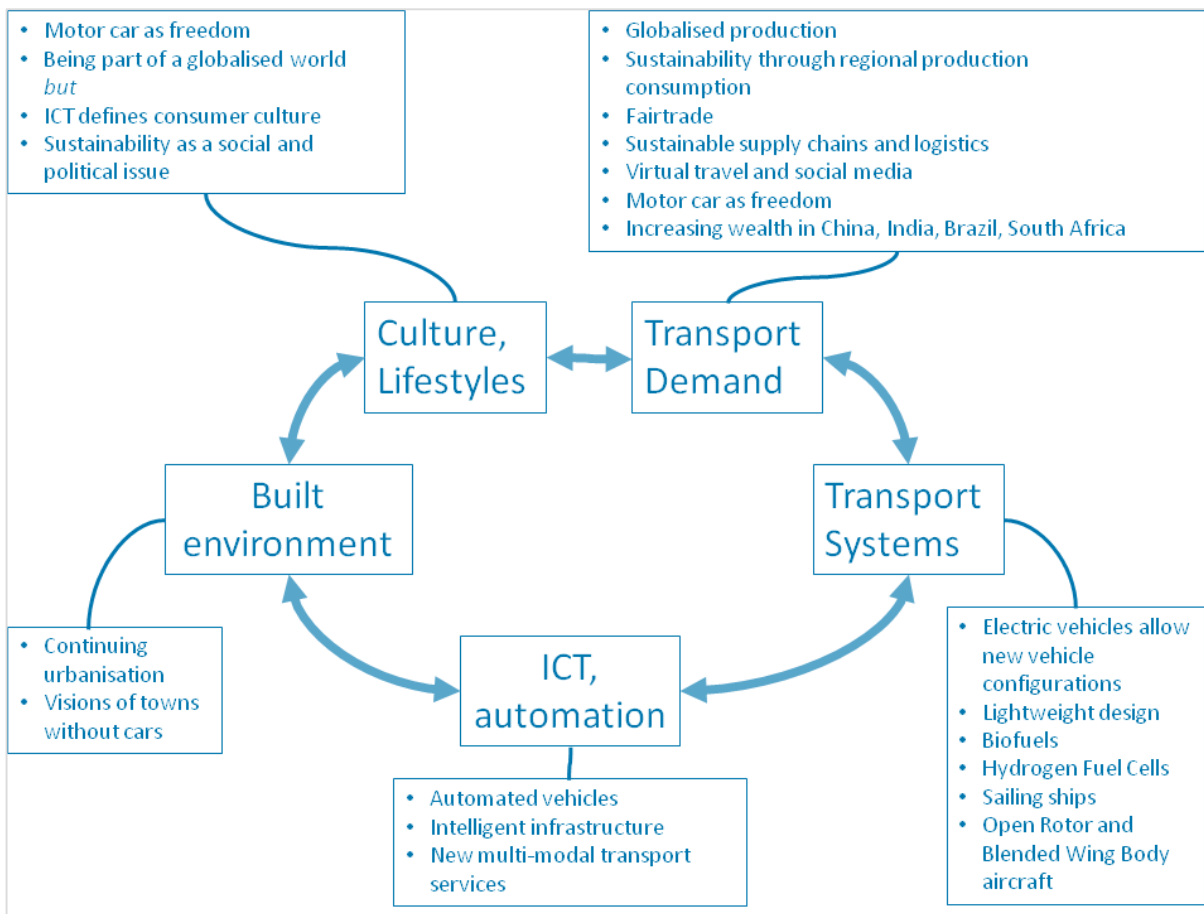 • Motor car as freedom
• Being part of a globalised world
but
• ICT defines consumer culture
• Sustainability as a social and
political issue
• Globalised production
• Sustainability through regional production
consumption
• Fairtrade
• Sustainable supply chains and logistics
• Virtual travel and social media
• Motor car as freedom
• Increasing wealth in China, India, Brazil, South Africa
Culture,
Lifestyles
Transport
Demand
Built
environment
Transport
Systems
ICT,
automation
• Continuing
urbanisation
• Visions of towns
without cars
• Automated vehicles
• Intelligent infrastructure
• New multi-modal transport
services
• Electric vehicles allow
new vehicle
configurations
• Lightweight design
• Biofuels
• Hydrogen Fuel Cells
• Sailing ships
• Open Rotor and
Blended Wing Body
aircraft